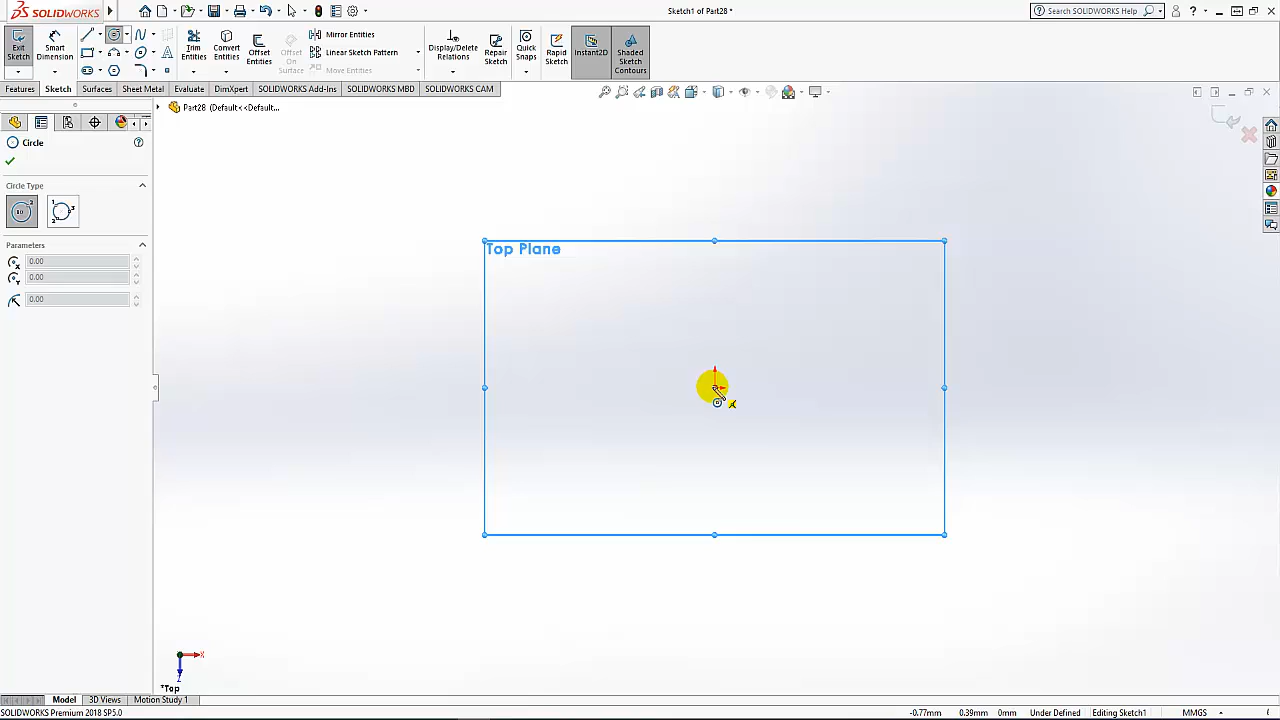 SOLIDWORKS
Sketch1 of Part28 *
Search SOLIDWORKS Help
Exit Sketch
Smart Dimension
Trim Entities
Convert Entities
Offset Entities
Offset On Surface
Mirror Entities
Linear Sketch Pattern
Move Entities
Display/Delete Relations
Repair Sketch
Quick Snaps
Rapid Sketch
Instant2D
Shaded Sketch Contours
Features Sketch Surfaces Sheet Metal Evaluate DimXpert SOLIDWORKS Add-Ins SOLIDWORKS MBD SOLIDWORKS CAM
Part28 (Default<<Default...
Circle
Circle Type
Parameters
0.00
0.00
0.00
Top Plane
X
Z
*Top
Model 3D Views Motion Study 1
SOLIDWORKS Premium 2018 SP5.0
-0.77mm 0.39mm 0mm Under Defined Editing Sketch1 MMGS